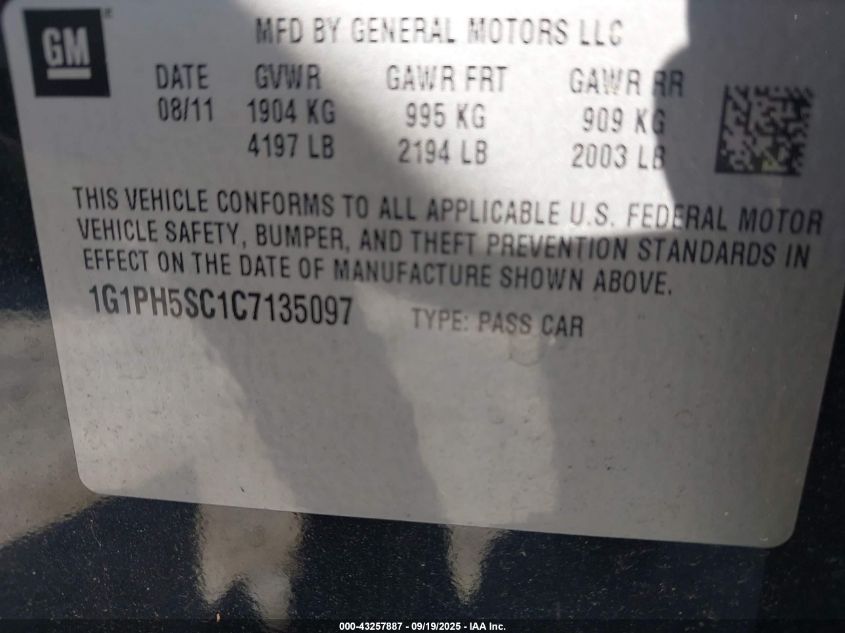 GM
MFD BY GENERAL MOTORS LLC
DATE GVWR GAWR FRT GAWR RR
08/11 1904 KG 995 KG 909 KG
4197 LB 2194 LB 2003 LB
THIS VEHICLE CONFORMS TO ALL APPLICABLE U.S. FEDERAL MOTOR
VEHICLE SAFETY, BUMPER, AND THEFT PREVENTION STANDARDS IN
EFFECT ON THE DATE OF MANUFACTURE SHOWN ABOVE.
1G1PH5SC1C7135097 TYPE: PASS CAR
000-43257887 - 09/19/2025 - IAA Inc.